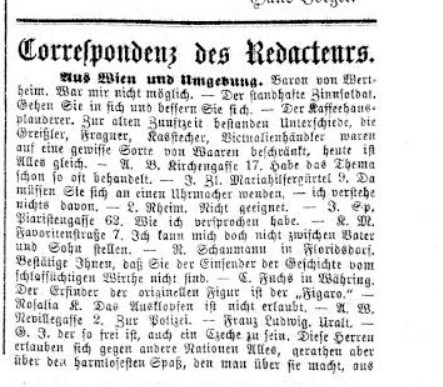 Correspondenz des Redacteurs.
Aus Wien und Umgebung. Baron von Wert-
heim. War mir nicht möglich. — Der standhafte Zinnsoldat.
Gehen Sie in sich und bessern Sie sich. — Der Kaffeehaus-
plauderer. Zur alten Zunftzeit bestanden Unterschiede, die
Greißler, Fragner, Kässtecher, Victualienhändler waren
auf eine gewisse Sorte von Waaren beschränkt, heute ist
Alles gleich. — A. B. Kirchengasse 17. Habe das Thema
schon so oft behandelt. — J. Zl. Mariahilfergürtel 9. Da
müssen Sie sich an einen Uhrmacher wenden, — ich verstehe
nichts davon. — L. Rheim. Nicht geeignet. — J. Sp.
Piaristengasse 62. Wie ich versprochen habe. — K. M.
Favoritenstraße 7. Ich kann mich doch nicht zwischen Vater
und Sohn stellen. — R. Schaumann in Floridsdorf.
Bestätige Ihnen, daß Sie der Einsender der Geschichte vom
schlafsüchtigen Wirthe nicht sind. — C. Fuchs in Währing.
Der Erfinder der originellen Figur ist der „Figaro“. —
Rosalia K. Das Ausklopfen ist nicht erlaubt. — A. W.
Nevillegasse 2. Zur Polizei. — Franz Ludwig. Uralt. —
G. J. der so frei ist, auch ein Czeche zu sein. Diese Herren
erlauben sich gegen andere Nationen Alles, gerathen aber
über den harmlosesten Spaß, den man über sie macht, aus